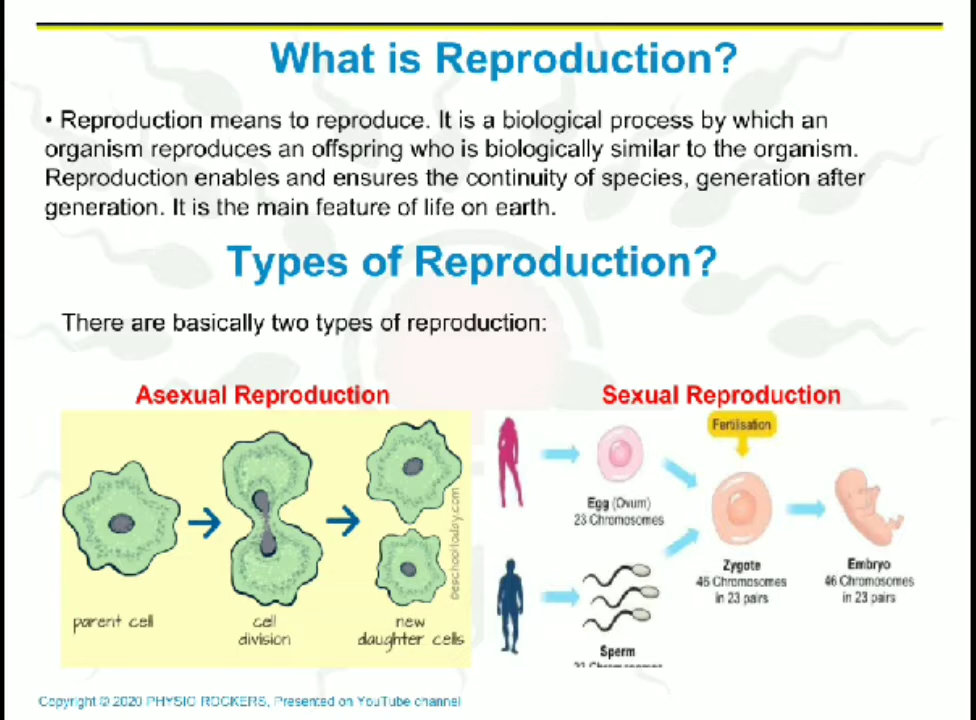 What is Reproduction?
• Reproduction means to reproduce. It is a biological process by which an
organism reproduces an offspring who is biologically similar to the organism.
Reproduction enables and ensures the continuity of species, generation after
generation. It is the main feature of life on earth.
Types of Reproduction?
There are basically two types of reproduction:
Asexual Reproduction
parent cell
cell
division
new
daughter cells
©eschooltoday.com
Sexual Reproduction
Fertilisation
Egg (Ovum)
23 Chromosomes
Sperm
Zygote
46 Chromosomes
in 23 pairs
Embryo
46 Chromosomes
in 23 pairs
Copyright © 2020 PHYSIO ROCKERS, Presented on YouTube channel